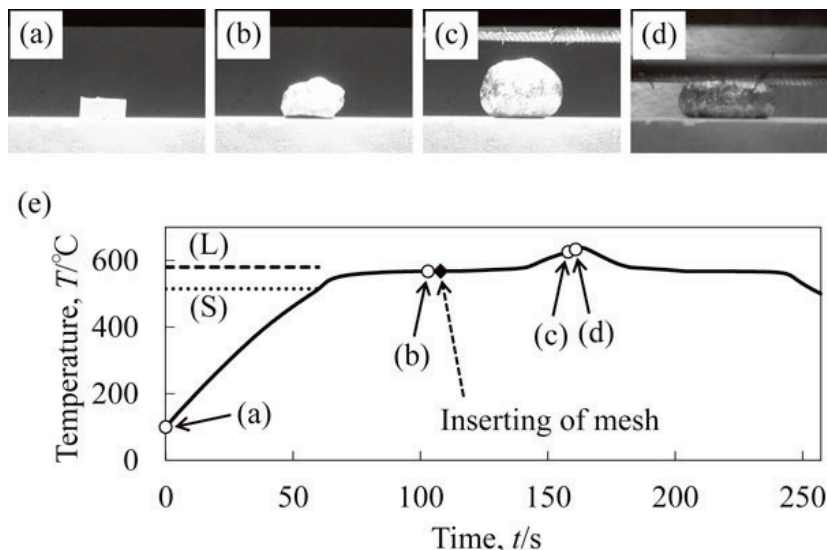 (a) (b) (c) (d)
(e)
Temperature, T/°C
600
400
200
0
(L)
(S)
(a)
(b)
(c)
(d)
Inserting of mesh
0 50 100 150 200 250
Time, t/s